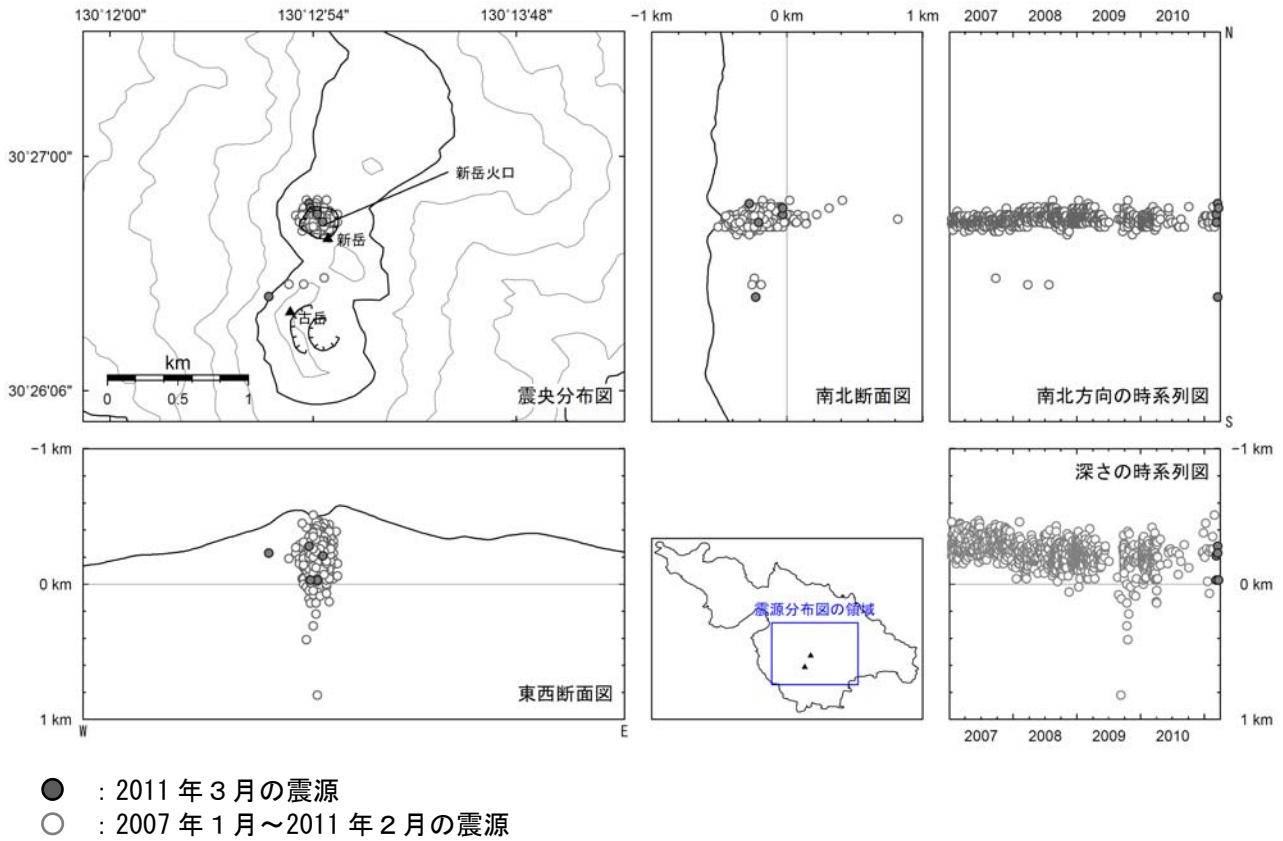 130°12'00" 130°12'54" 130°13'48"
-1 km 0 km 1 km
2007 2008 2009 2010
N
30°27'00"
新岳火口
新岳
古岳
km
0 0.5 1
30°26'06"
震央分布図
南北断面図
南北方向の時系列図
S
-1 km
0 km
1 km
東西断面図
W E
震源分布図の領域
深さの時系列図
-1 km
0 km
1 km
2007 2008 2009 2010
：2011 年３月の震源
：2007 年１月～2011 年２月の震源